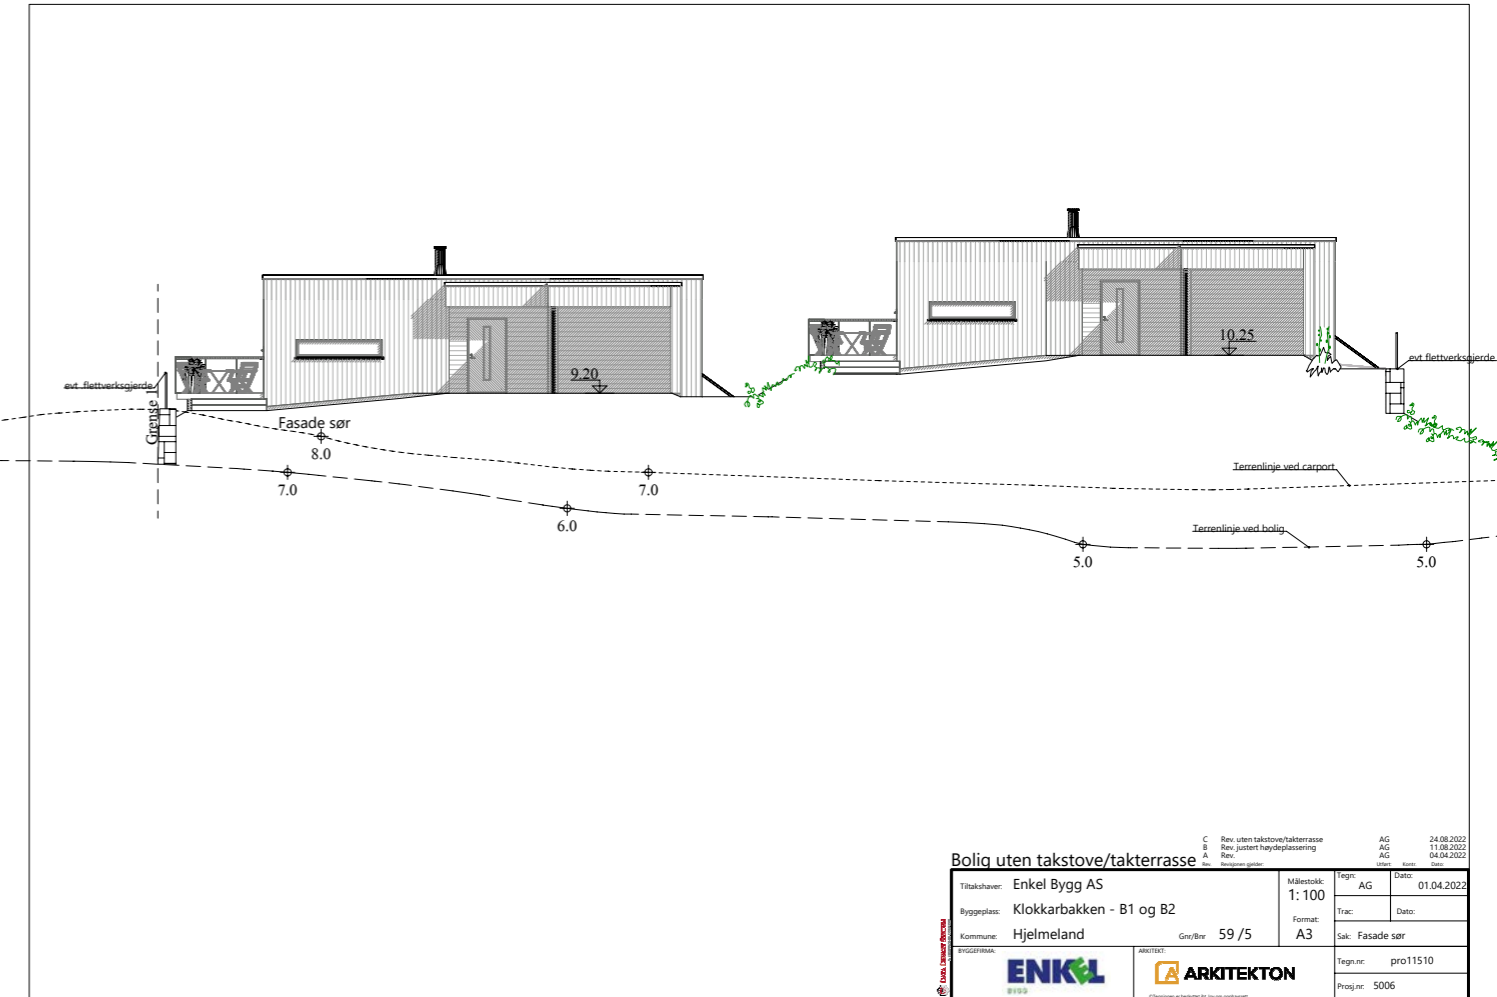 10.25
evt.flettverksgjerde
9.20
evt.flettverksgjerde
Grense 1
Fasade sør
8.0
7.0
7.0
Terrenlinje ved carport
6.0
Terrenlinje ved bolig
5.0
5.0
C Rev. uten takstove/takterrasse AG 24.08.2022
B Rev. justert høydeplassering AG 11.08.2022
Bolig uten takstove/takterrasse A Rev. AG 04.04.2022
Rev. Revisjonen gjelder: Utført Kontr. Dato:
Tiltakshaver: Enkel Bygg AS Målestokk: 1: 100 Tegn: AG Dato: 01.04.2022
Byggeplass: Klokkarbakken - B1 og B2 Format: Trac: Dato:
Kommune: Hjelmeland Gnr/Bnr 59 /5 A3 Sak: Fasade sør
BYGGEFIRMA: ARKITEKT: Tegn.nr. pro11510
ENKEL BYGG ARKITEKTON
Prosj.nr. 5006